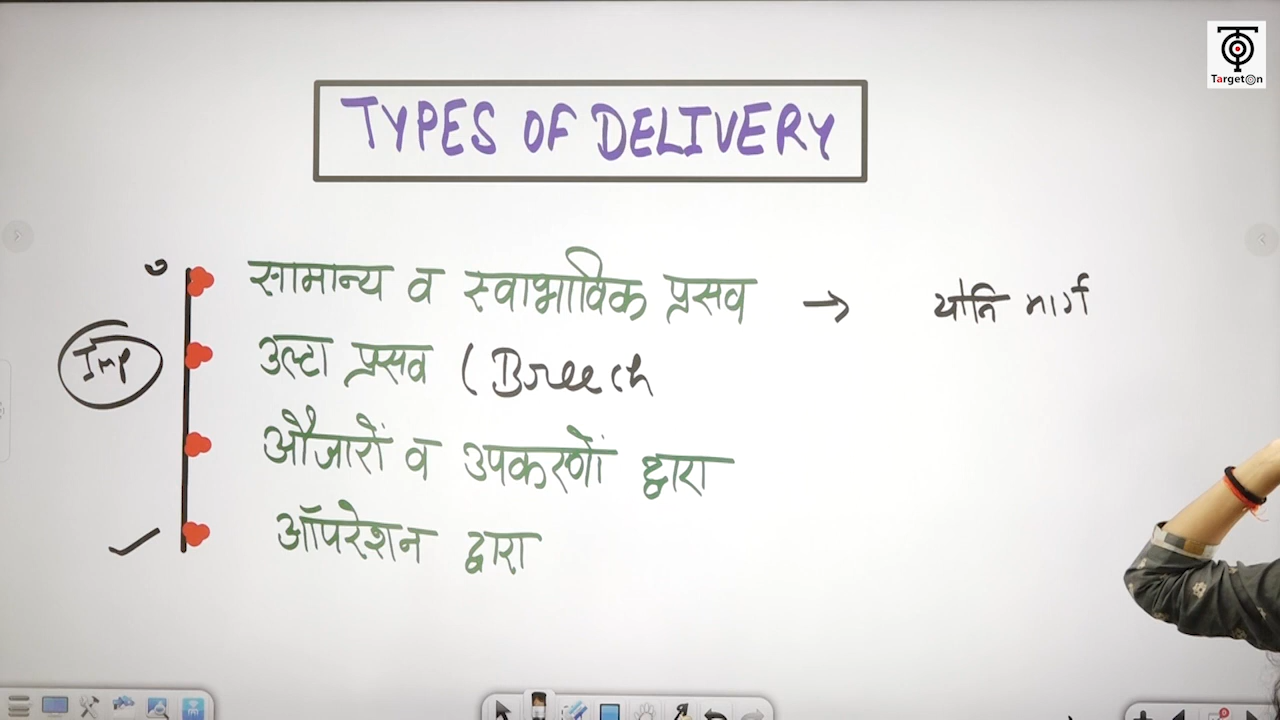 TargetOn
TYPES OF DELIVERY
सामान्य व स्वाभाविक प्रसव → योनि मार्ग
Imp
उल्टा प्रसव (Breech
औजारों व उपकरणों द्वारा
ऑपरेशन द्वारा